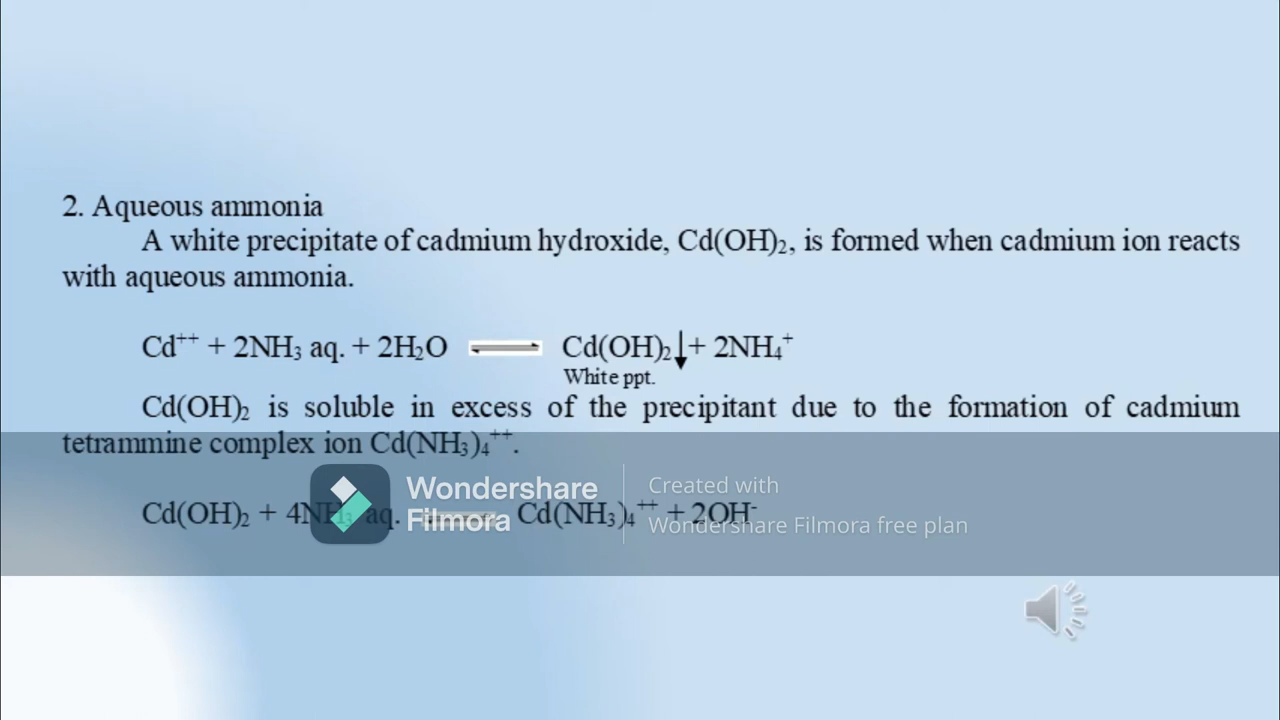 2. Aqueous ammonia
A white precipitate of cadmium hydroxide, Cd(OH)₂, is formed when cadmium ion reacts
with aqueous ammonia.
Cd⁺⁺ + 2NH₃ aq. + 2H₂O ⇌ Cd(OH)₂↓+ 2NH₄⁺
White ppt.
Cd(OH)₂ is soluble in excess of the precipitant due to the formation of cadmium
tetrammine complex ion Cd(NH₃)₄⁺⁺.
Cd(OH)₂ + 4NH₃ aq. ⇌ Cd(NH₃)₄⁺⁺ + 2OH⁻
Wondershare
Filmora
Created with
Wondershare Filmora free plan